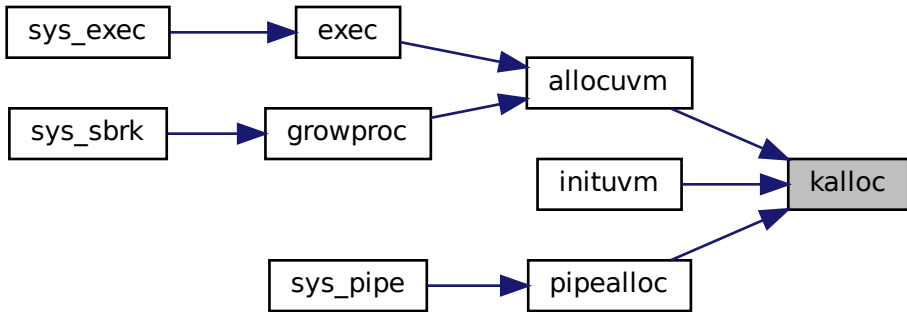 sys_exec
exec
allocuvm
sys_sbrk
growproc
inituvm
kalloc
sys_pipe
pipealloc